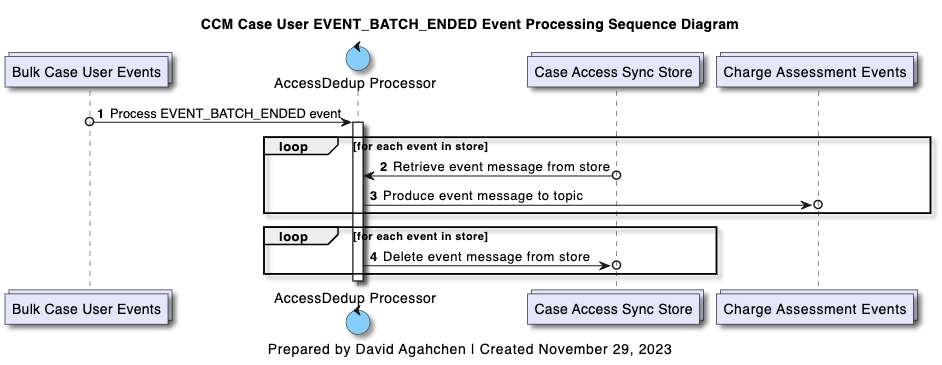 CCM Case User EVENT_BATCH_ENDED Event Processing Sequence Diagram
Bulk Case User Events
AccessDedup Processor
Case Access Sync Store
Charge Assessment Events
1 Process EVENT_BATCH_ENDED event
loop [for each event in store]
2 Retrieve event message from store
3 Produce event message to topic
loop [for each event in store]
4 Delete event message from store
Bulk Case User Events
AccessDedup Processor
Case Access Sync Store
Charge Assessment Events
Prepared by David Agahchen | Created November 29, 2023